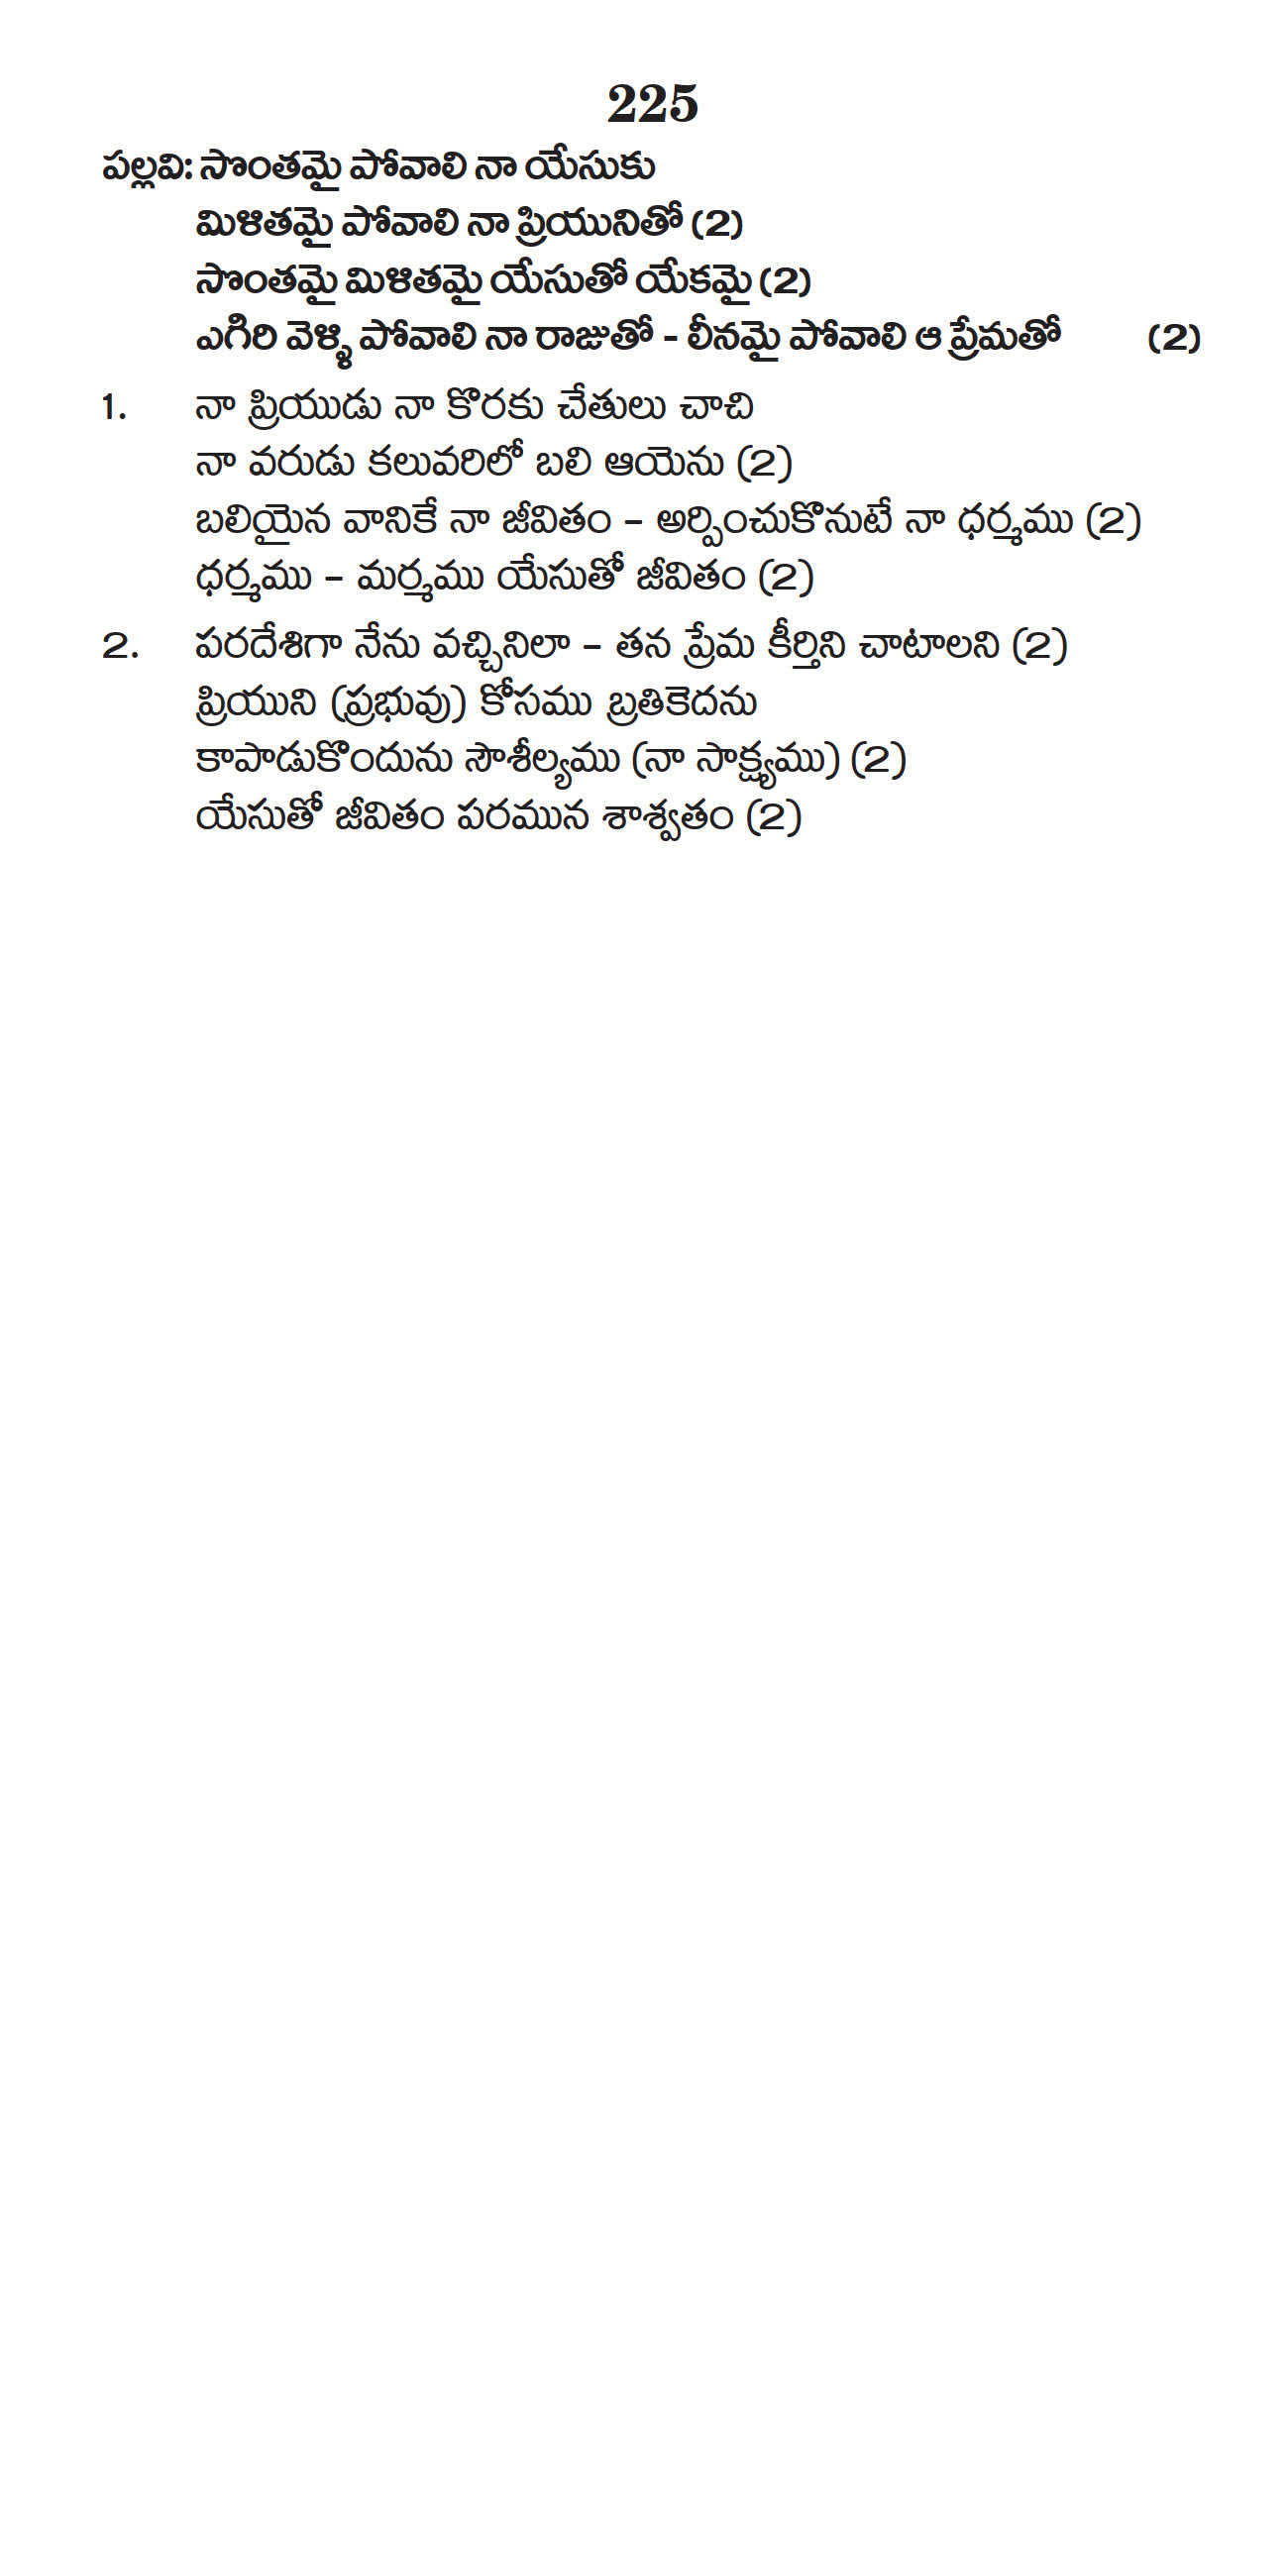 225
పల్లవి: సొంతమై పోవాలి నా యేసుకు
మిళితమై పోవాలి నా ప్రియునితో (2)
సొంతమై మిళితమై యేసుతో యేకమై (2)
ఎగిరి వెళ్ళి పోవాలి నా రాజుతో - లీనమై పోవాలి ఆ ప్రేమతో (2)
1. నా ప్రియుడు నా కొరకు చేతులు చాచి
నా వరుడు కలువరిలో బలి ఆయెను (2)
బలియైన వానికే నా జీవితం – అర్పించుకొనుటే నా ధర్మము (2)
ధర్మము – మర్మము యేసుతో జీవితం (2)
2. పరదేశిగా నేను వచ్చినిలా – తన ప్రేమ కీర్తిని చాటాలని (2)
ప్రియుని (ప్రభువు) కోసము బ్రతికెదను
కాపాడుకొందును సౌశీల్యము (నా సాక్ష్యము) (2)
యేసుతో జీవితం పరమున శాశ్వతం (2)